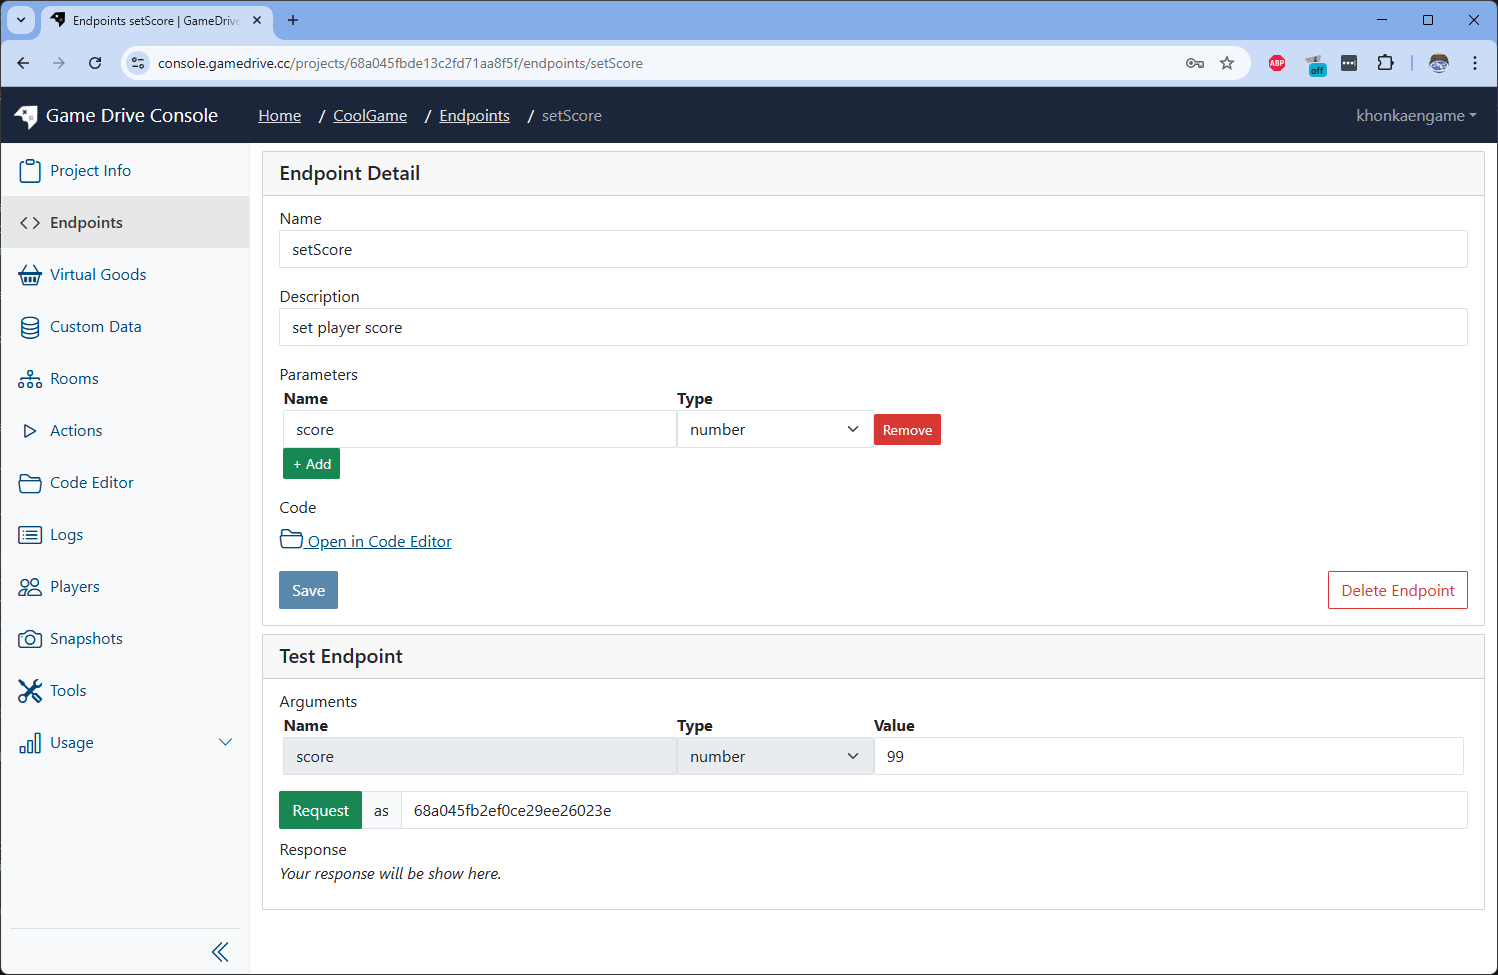 Endpoints setScore | GameDrive
console.gamedrive.cc/projects/68a045fbde13c2fd71aa8f5f/endpoints/setScore
ABP
off
Game Drive Console
Home / CoolGame / Endpoints / setScore
khonkaengame
Project Info
Endpoints
Virtual Goods
Custom Data
Rooms
Actions
Code Editor
Logs
Players
Snapshots
Tools
Usage
Endpoint Detail
Name
setScore
Description
set player score
Parameters
Name Type
score number Remove
+ Add
Code
Open in Code Editor
Save Delete Endpoint
Test Endpoint
Arguments
Name Type Value
score number 99
Request as 68a045fb2ef0ce29ee26023e
Response
Your response will be show here.